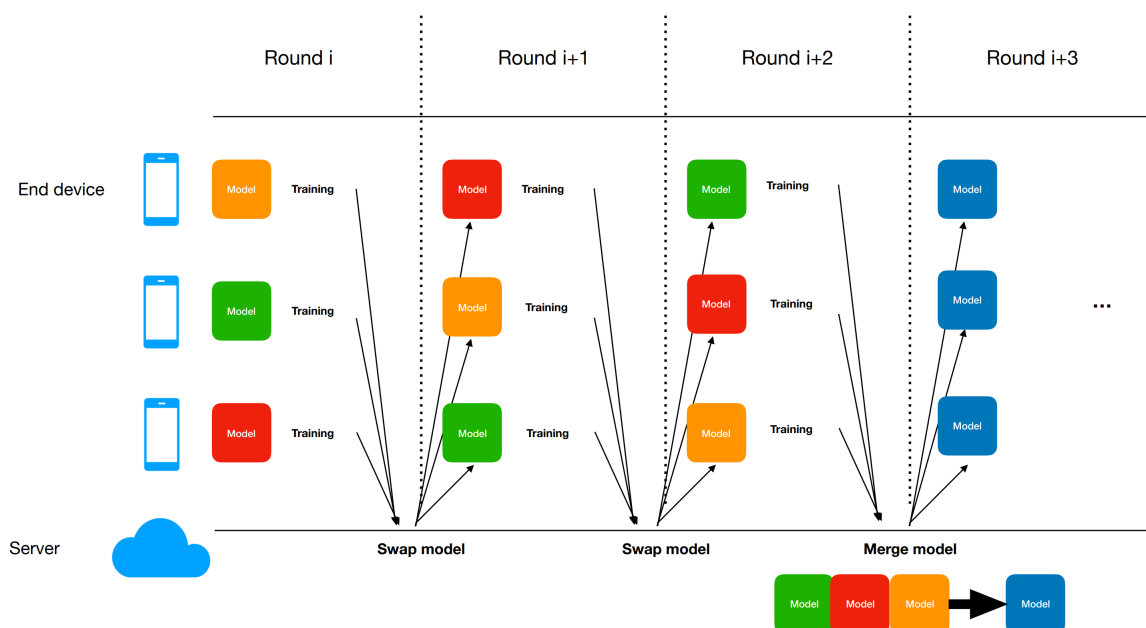 Round i
Round i+1
Round i+2
Round i+3
End device
Model
Training
Model
Training
Model
Training
Model
Model
Training
Model
Training
Model
Training
Model
...
Model
Training
Model
Training
Model
Training
Model
Server
Swap model
Swap model
Merge model
Model
Model
Model
Model